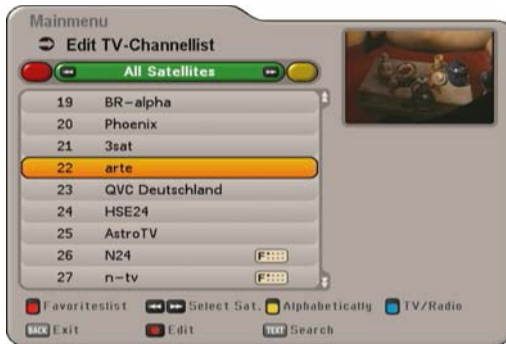 Mainmenu
Edit TV-Channellist
All Satellites
19 BR-alpha
20 Phoenix
21 3sat
22 arte
23 QVC Deutschland
24 HSE24
25 AstroTV
26 N24 F
27 n-tv F
Favoriteslist Select Sat. Alphabetically TV/Radio
BACK Exit Edit TEXT Search